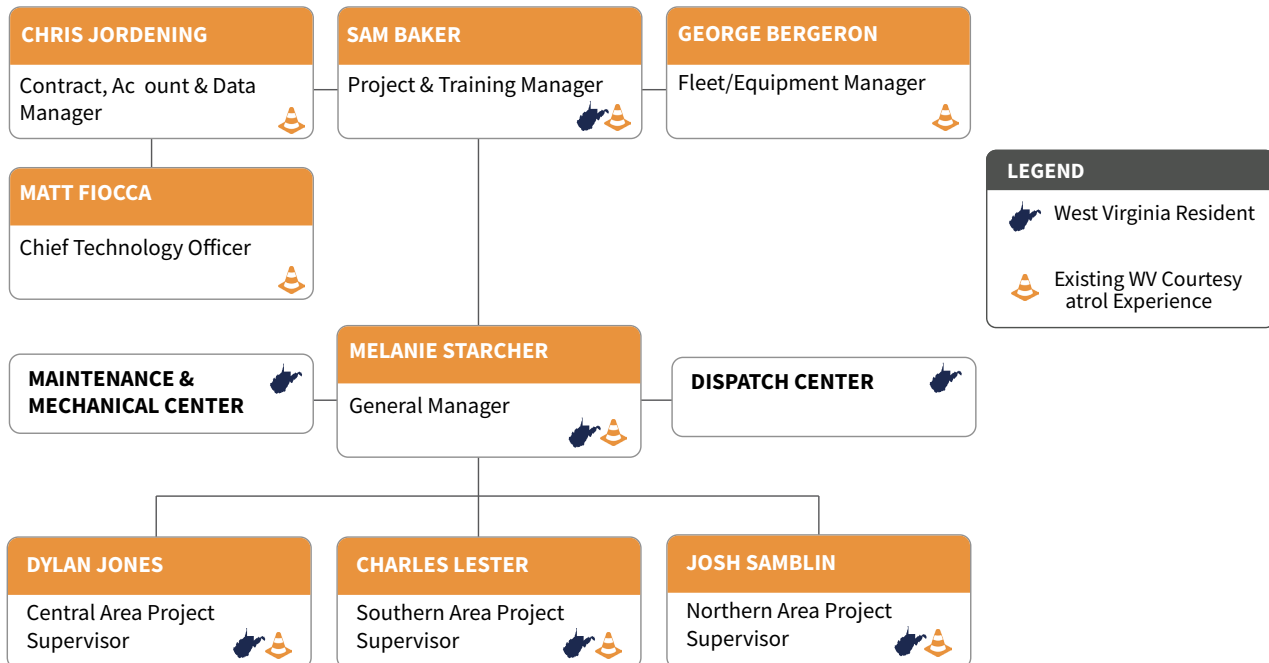 CHRIS JORDENING
Contract, Ac ount & Data
Manager
SAM BAKER
Project & Training Manager
GEORGE BERGERON
Fleet/Equipment Manager
MATT FIOCCA
Chief Technology Officer
LEGEND
West Virginia Resident
Existing WV Courtesy
atrol Experience
MELANIE STARCHER
General Manager
MAINTENANCE &
MECHANICAL CENTER
DISPATCH CENTER
DYLAN JONES
Central Area Project
Supervisor
CHARLES LESTER
Southern Area Project
Supervisor
JOSH SAMBLIN
Northern Area Project
Supervisor